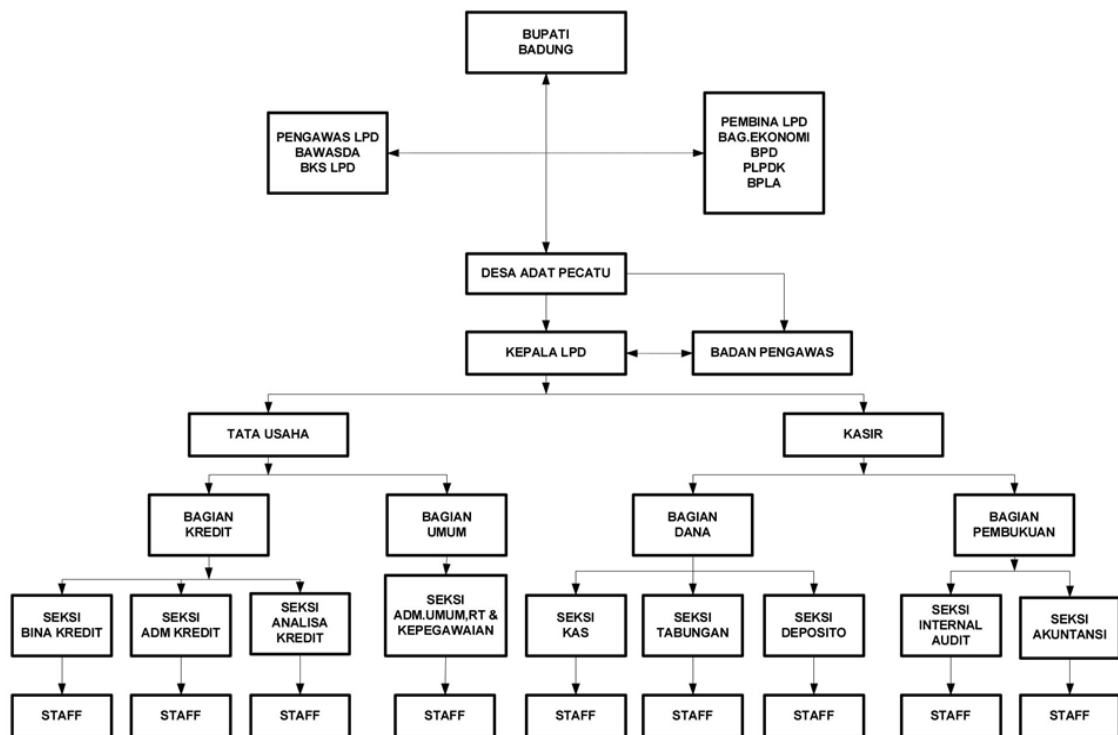 BUPATI
BADUNG
PENGAWAS LPD
BAWASDA
BKS LPD
PEMBINA LPD
BAG.EKONOMI
BPD
PLPDK
BPLA
DESA ADAT PECATU
KEPALA LPD
BADAN PENGAWAS
TATA USAHA
KASIR
BAGIAN
KREDIT
BAGIAN
UMUM
BAGIAN
DANA
BAGIAN
PEMBUKUAN
SEKSI
BINA KREDIT
SEKSI
ADM KREDIT
SEKSI
ANALISA
KREDIT
SEKSI
ADM.UMUM,RT &
KEPEGAWAIAN
SEKSI
KAS
SEKSI
TABUNGAN
SEKSI
DEPOSITO
SEKSI
INTERNAL
AUDIT
SEKSI
AKUNTANSI
STAFF
STAFF
STAFF
STAFF
STAFF
STAFF
STAFF
STAFF
STAFF